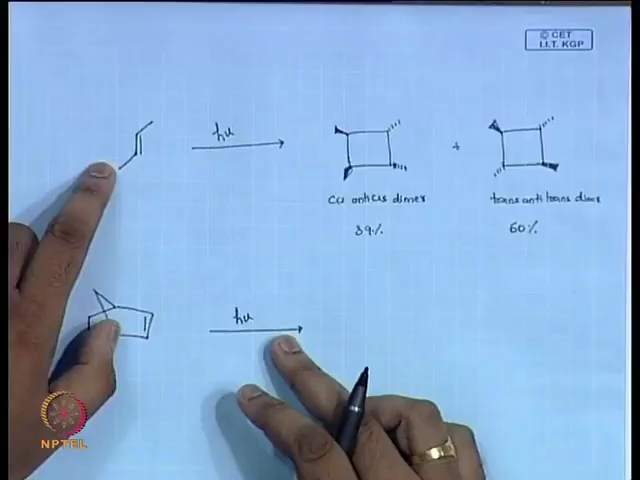 © CET
I.I.T. KGP
hν
+
cis anti cis dimer
trans anti trans dimer
39%
60%
hν
NPTEL